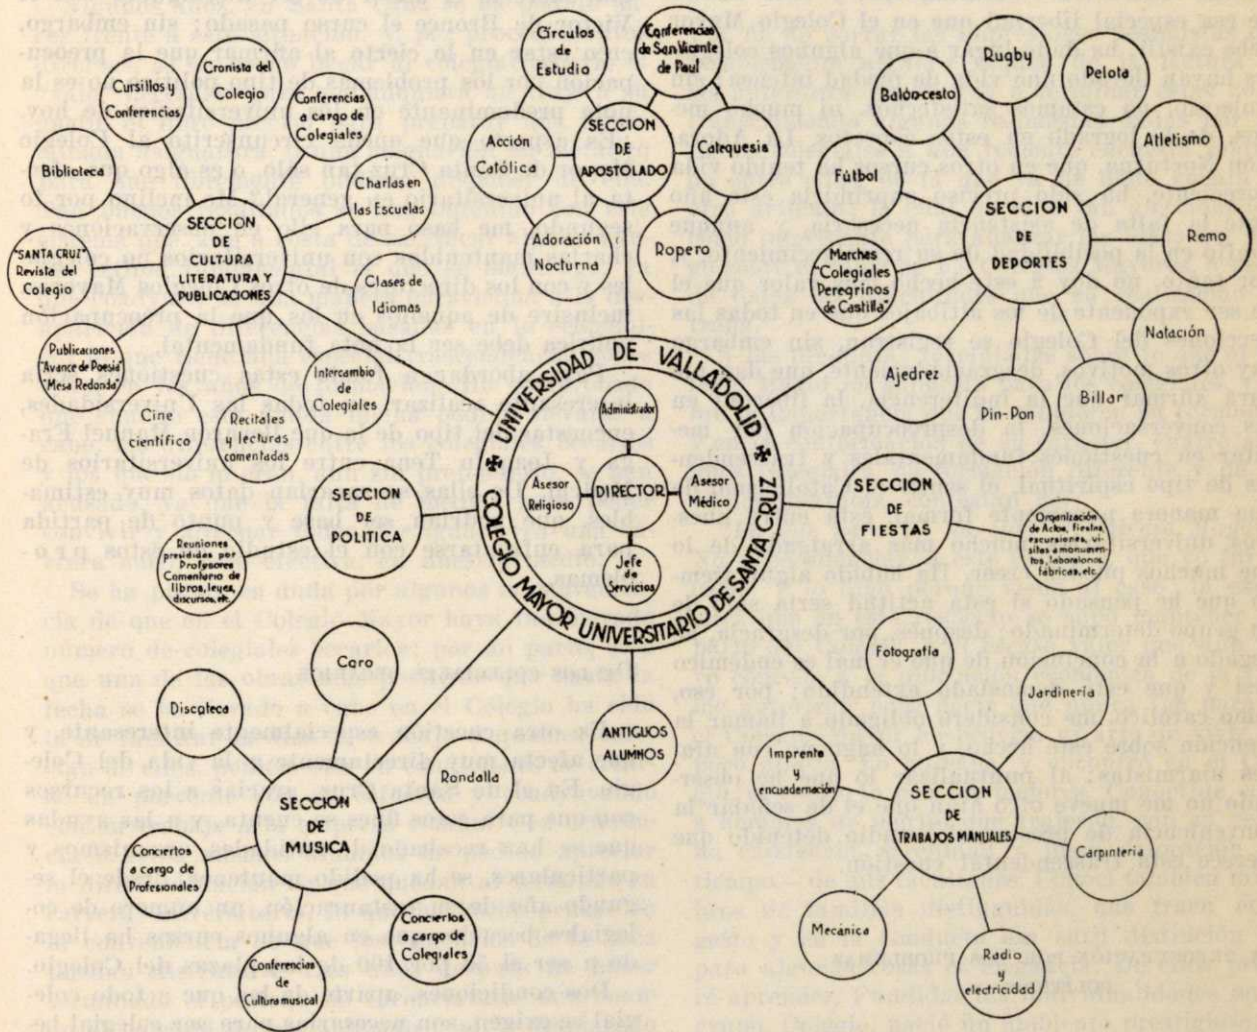 UNIVERSIDAD DE VALLADOLID
COLEGIO MAYOR UNIVERSITARIO DE SANTA CRUZ
Administrador
Asesor
Religioso
DIRECTOR
Asesor
Médico
Jefe
de
Servicios
SECCION
DE
CULTURA
LITERATURA Y
PUBLICACIONES
Cronista del
Colegio
Cursillos y
Conferencias
Conferencias
a cargo de
Colegiales
Biblioteca
Charlas en
las Escuelas
"SANTA CRUZ"
Revista del
Colegio
Clases de
Idiomas
Publicaciones
"Avance de Poesia"
"Mesa Redonda"
Intercambio
de
Colegiales
Cine
científico
Recitales
y lecturas
comentadas
SECCION
DE
APOSTOLADO
Círculos
de
Estudio
Conferencias
de San Vicente
de Paul
Acción
Católica
Catequesis
Adoración
Nocturna
Ropero
SECCION
DE
DEPORTES
Rugby
Pelota
Balón-cesto
Atletismo
Fútbol
Remo
Marchas
"Colegiales
Peregrinos
de Castilla"
Natación
Ajedrez
Billar
Pin-Pon
SECCION
DE
POLITICA
Reuniones
presididas por
Profesores
Comentario de
libros, leyes,
discursos, etc.
SECCION
DE
FIESTAS
Organización
de Actos, fiestas,
excursiones, vi-
sitas a monumen-
tos, laboratorios,
fábricas, etc.
ANTIGUOS
ALUMNOS
SECCION
DE
MUSICA
Coro
Discoteca
Rondalla
Conciertos
a cargo de
Profesionales
Conciertos
a cargo de
Colegiales
Conferencias
de
Cultura musical
SECCION
DE
TRABAJOS MANUALES
Fotografía
Jardinería
Imprenta
y
encuadernación
Carpintería
Mecánica
Radio
y
electricidad